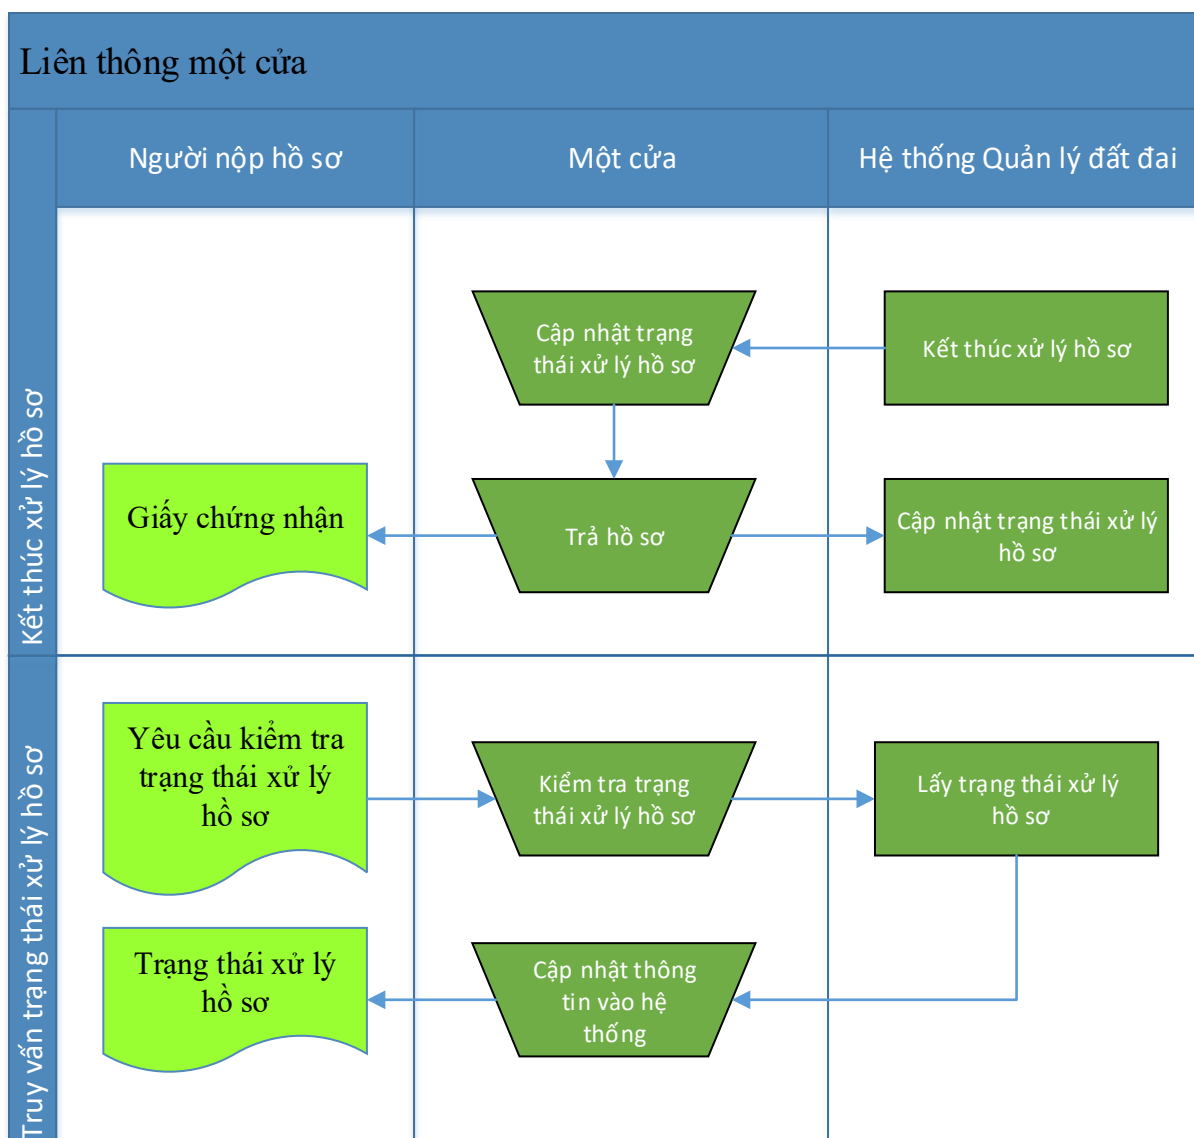 Liên thông một cửa
Người nộp hồ sơ
Một cửa
Hệ thống Quản lý đất đai
Kết thúc xử lý hồ sơ
Cập nhật trạng
thái xử lý hồ sơ
Kết thúc xử lý hồ sơ
Giấy chứng nhận
Trả hồ sơ
Cập nhật trạng thái xử lý
hồ sơ
Truy vấn trạng thái xử lý hồ sơ
Yêu cầu kiểm tra
trạng thái xử lý
hồ sơ
Kiểm tra trạng
thái xử lý hồ sơ
Lấy trạng thái xử lý
hồ sơ
Trạng thái xử lý
hồ sơ
Cập nhật thông
tin vào hệ
thống